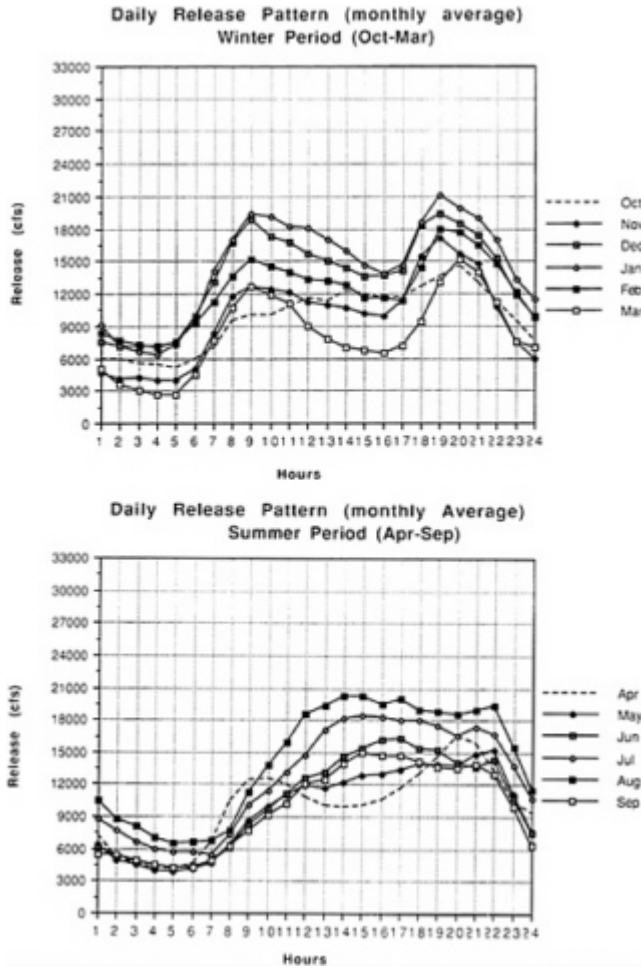 Daily Release Pattern (monthly average)
Winter Period (Oct-Mar)
33000
30000
27000
24000
21000
18000
15000
12000
9000
6000
3000
0
Release (cfs)
1 2 3 4 5 6 7 8 9 10 11 12 13 14 15 16 17 18 19 20 21 22 23 24
Hours
Oct
Nov
Dec
Jan
Feb
Mar
Daily Release Pattern (monthly Average)
Summer Period (Apr-Sep)
33000
30000
27000
24000
21000
18000
15000
12000
9000
6000
3000
0
Release (cfs)
1 2 3 4 5 6 7 8 9 10 11 12 13 14 15 16 17 18 19 20 21 22 23 24
Hours
Apr
May
Jun
Jul
Aug
Sep